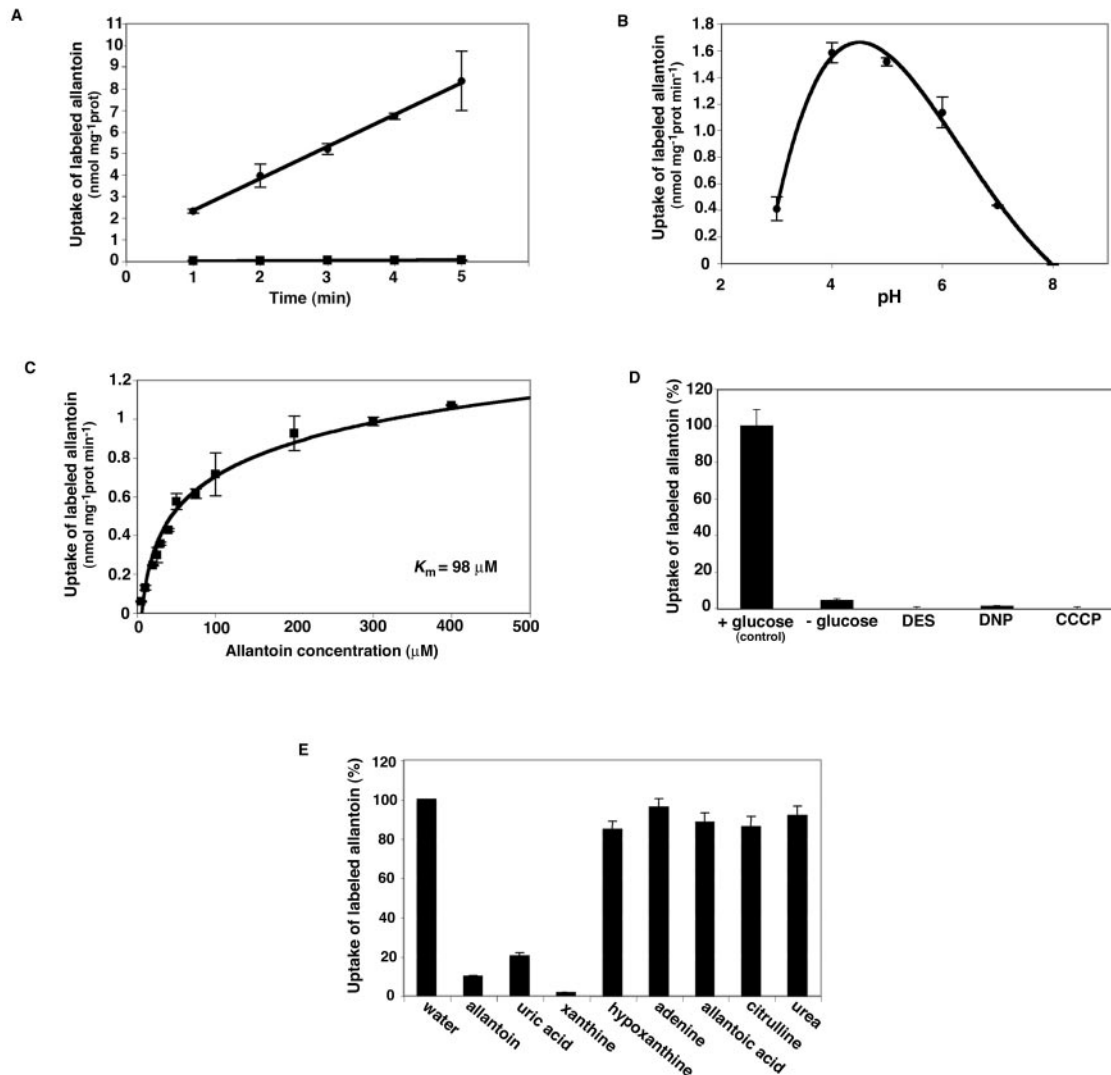 A
Uptake of labeled allantoin
(nmol mg⁻¹prot)
11
10
9
8
7
6
5
4
3
2
1
0
0 1 2 3 4 5
Time (min)
B
Uptake of labeled allantoin
(nmol mg⁻¹prot min⁻¹)
1.8
1.6
1.4
1.2
1.0
0.8
0.6
0.4
0.2
0
2 4 6 8
pH
C
Uptake of labeled allantoin
(nmol mg⁻¹prot min⁻¹)
1.2
1
0.8
0.6
0.4
0.2
0
0 100 200 300 400 500
Allantoin concentration (μM)
Km = 98 μM
D
Uptake of labeled allantoin (%)
120
100
80
60
40
20
0
+ glucose - glucose DES DNP CCCP
(control)
E
Uptake of labeled allantoin (%)
120
100
80
60
40
20
0
water
allantoin
uric acid
xanthine
hypoxanthine
adenine
allantoic acid
citrulline
urea